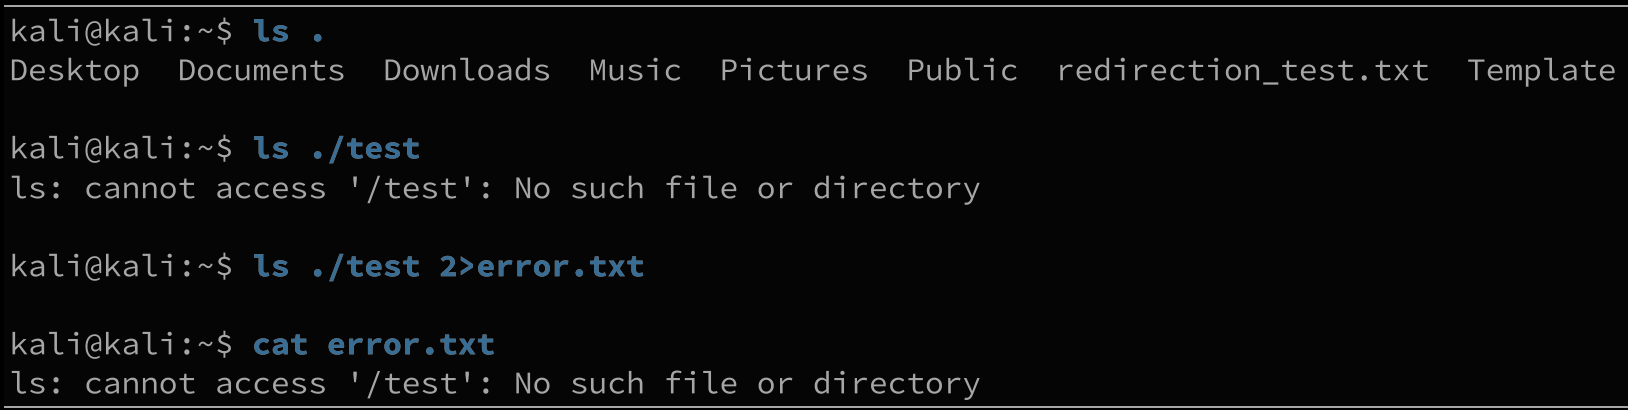 kali@kali:~$ ls .
Desktop  Documents  Downloads  Music  Pictures  Public  redirection_test.txt  Template
kali@kali:~$ ls ./test
ls: cannot access '/test': No such file or directory
kali@kali:~$ ls ./test 2>error.txt
kali@kali:~$ cat error.txt
ls: cannot access '/test': No such file or directory